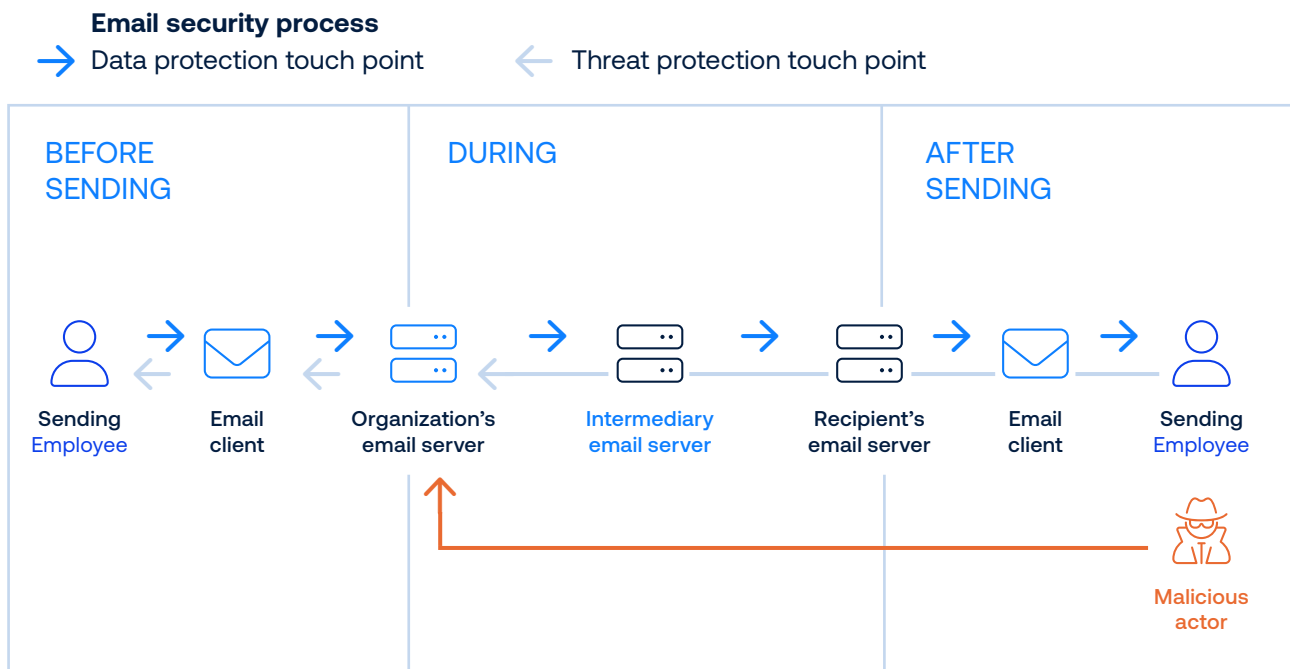 Email security process
Data protection touch point
Threat protection touch point
BEFORE
SENDING
DURING
AFTER
SENDING
Sending
Employee
Email
client
Organization’s
email server
Intermediary
email server
Recipient’s
email server
Email
client
Sending
Employee
Malicious
actor